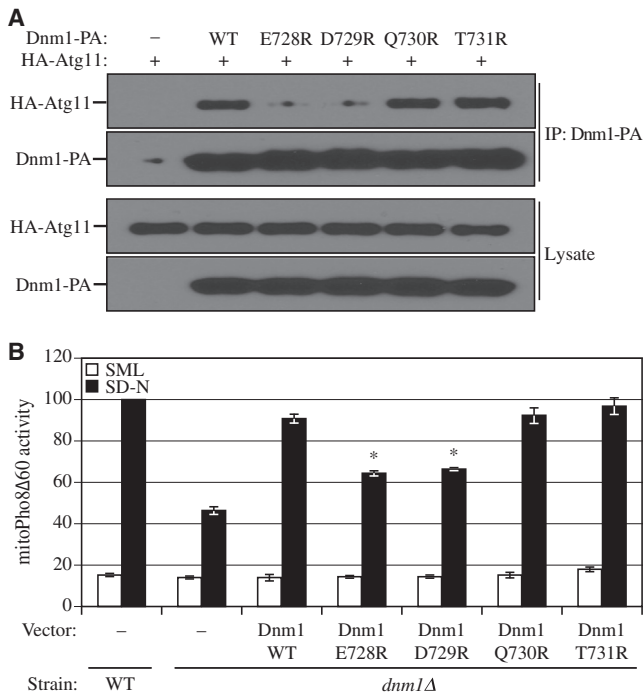 A
Dnm1-PA: – WT E728R D729R Q730R T731R
HA-Atg11: + + + + + +
HA-Atg11
Dnm1-PA
IP: Dnm1-PA
HA-Atg11
Dnm1-PA
Lysate
B
120
100
80
60
40
20
0
mitoPho8Δ60 activity
SML
SD-N
* *
Vector: – – Dnm1 Dnm1 Dnm1 Dnm1 Dnm1
WT E728R D729R Q730R T731R
Strain: WT dnm1Δ